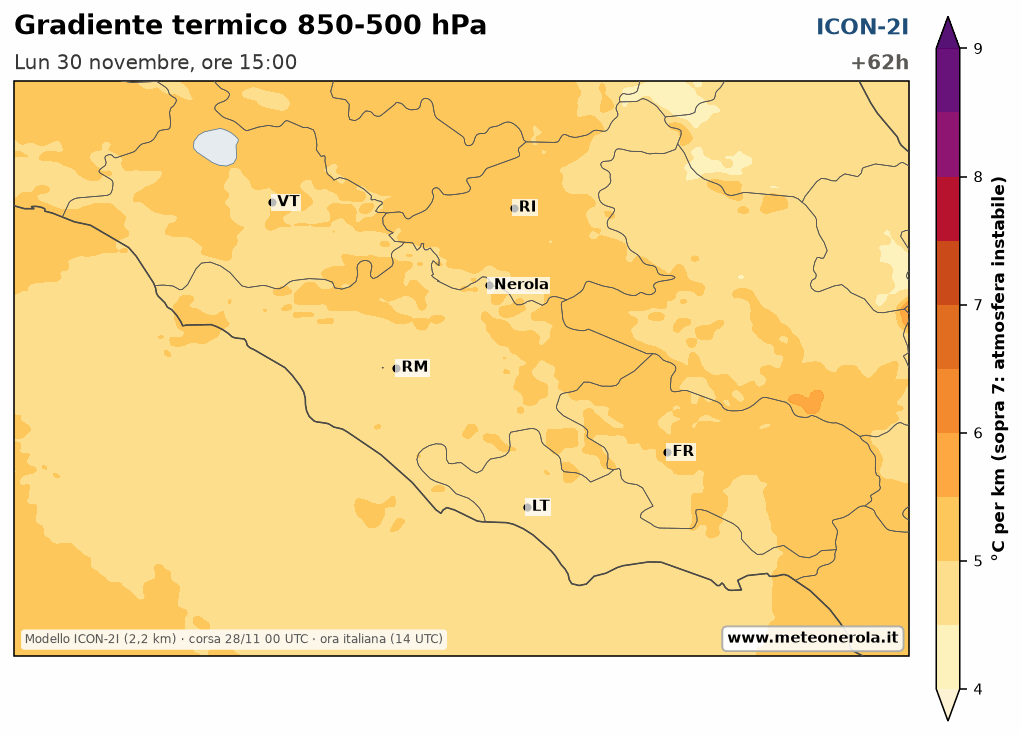 Gradiente termico 850-500 hPa
ICON-2I
Lun 30 novembre, ore 15:00
+62h
VT
RI
Nerola
RM
FR
LT
Modello ICON-2I (2,2 km) · corsa 28/11 00 UTC · ora italiana (14 UTC)
www.meteonerola.it
9
8
7
6
5
4
°C per km (sopra 7: atmosfera instabile)